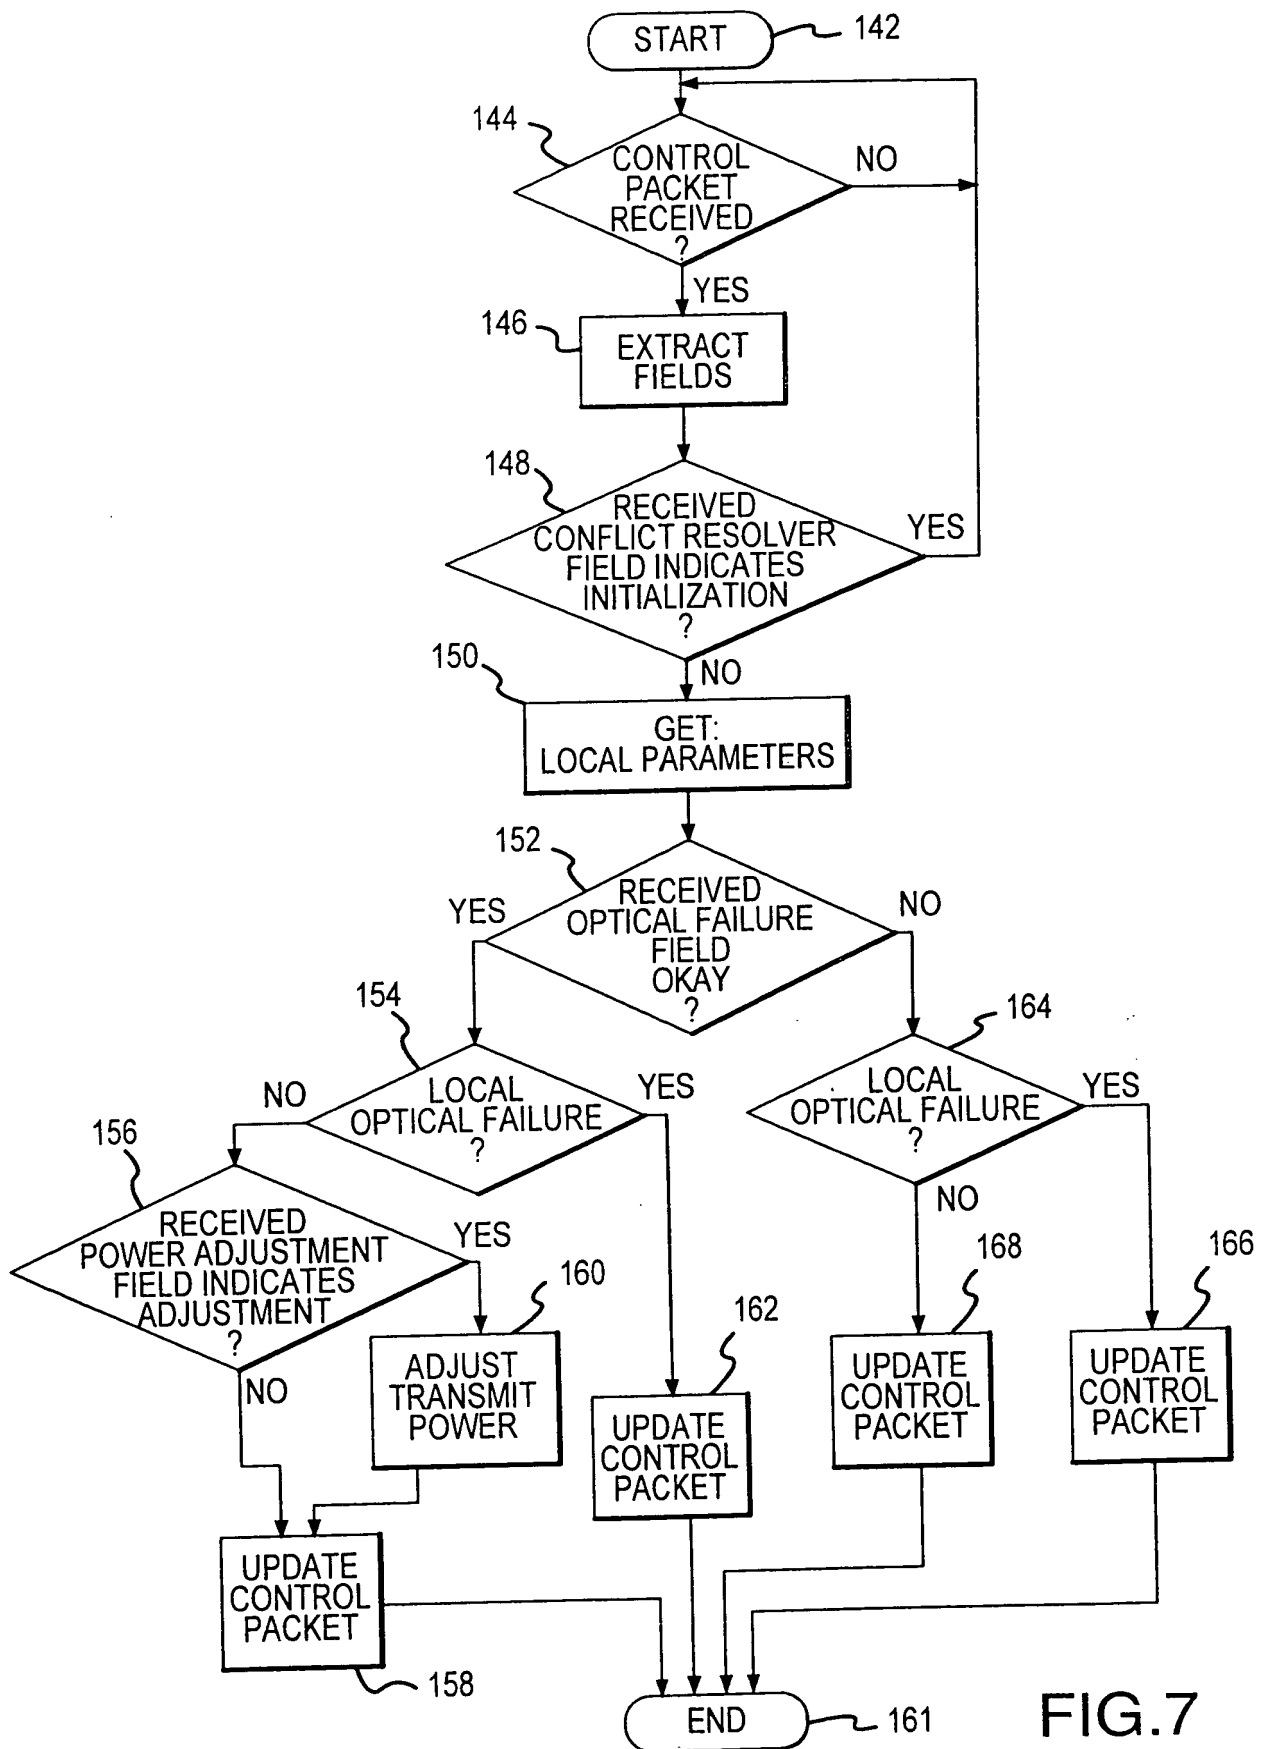 START
142
144
CONTROL
PACKET
RECEIVED
?
NO
YES
146
EXTRACT
FIELDS
148
RECEIVED
CONFLICT RESOLVER
FIELD INDICATES
INITIALIZATION
?
YES
NO
150
GET:
LOCAL PARAMETERS
152
RECEIVED
OPTICAL FAILURE
FIELD
OKAY
?
YES
NO
154
LOCAL
OPTICAL FAILURE
?
NO
YES
164
LOCAL
OPTICAL FAILURE
?
YES
NO
156
RECEIVED
POWER ADJUSTMENT
FIELD INDICATES
ADJUSTMENT
?
YES
NO
160
ADJUST
TRANSMIT
POWER
162
UPDATE
CONTROL
PACKET
168
UPDATE
CONTROL
PACKET
166
UPDATE
CONTROL
PACKET
UPDATE
CONTROL
PACKET
158
END
161
FIG.7